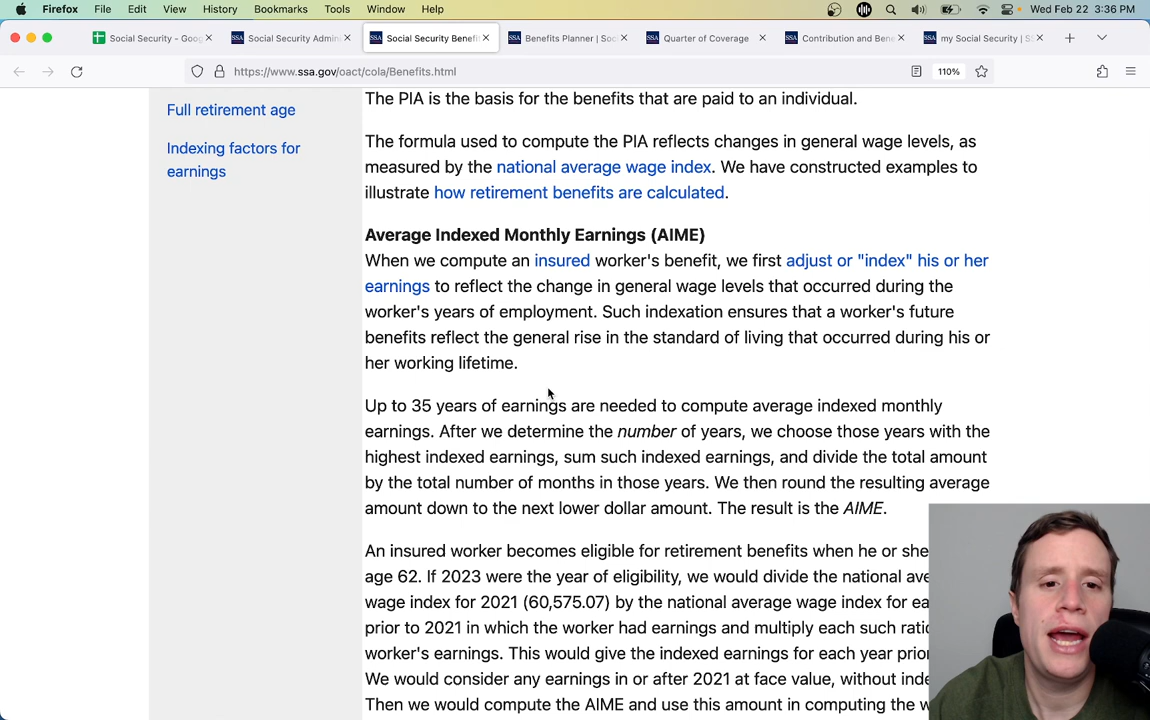 Firefox File Edit View History Bookmarks Tools Window Help Wed Feb 22 3:36 PM
Social Security - Goo Social Security Admin Social Security Benefi Benefits Planner | Soc Quarter of Coverage Contribution and Bene my Social Security | SS
https://www.ssa.gov/oact/cola/Benefits.html 110%
The PIA is the basis for the benefits that are paid to an individual.
Full retirement age
Indexing factors for
earnings
The formula used to compute the PIA reflects changes in general wage levels, as
measured by the national average wage index. We have constructed examples to
illustrate how retirement benefits are calculated.
Average Indexed Monthly Earnings (AIME)
When we compute an insured worker's benefit, we first adjust or "index" his or her
earnings to reflect the change in general wage levels that occurred during the
worker's years of employment. Such indexation ensures that a worker's future
benefits reflect the general rise in the standard of living that occurred during his or
her working lifetime.
Up to 35 years of earnings are needed to compute average indexed monthly
earnings. After we determine the number of years, we choose those years with the
highest indexed earnings, sum such indexed earnings, and divide the total amount
by the total number of months in those years. We then round the resulting average
amount down to the next lower dollar amount. The result is the AIME.
An insured worker becomes eligible for retirement benefits when he or she
age 62. If 2023 were the year of eligibility, we would divide the national ave
wage index for 2021 (60,575.07) by the national average wage index for ea
prior to 2021 in which the worker had earnings and multiply each such ratio
worker's earnings. This would give the indexed earnings for each year prior
We would consider any earnings in or after 2021 at face value, without inde
Then we would compute the AIME and use this amount in computing the w